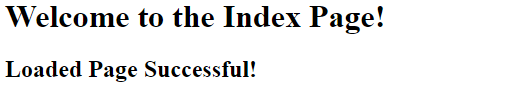 Welcome to the Index Page!
Loaded Page Successful!